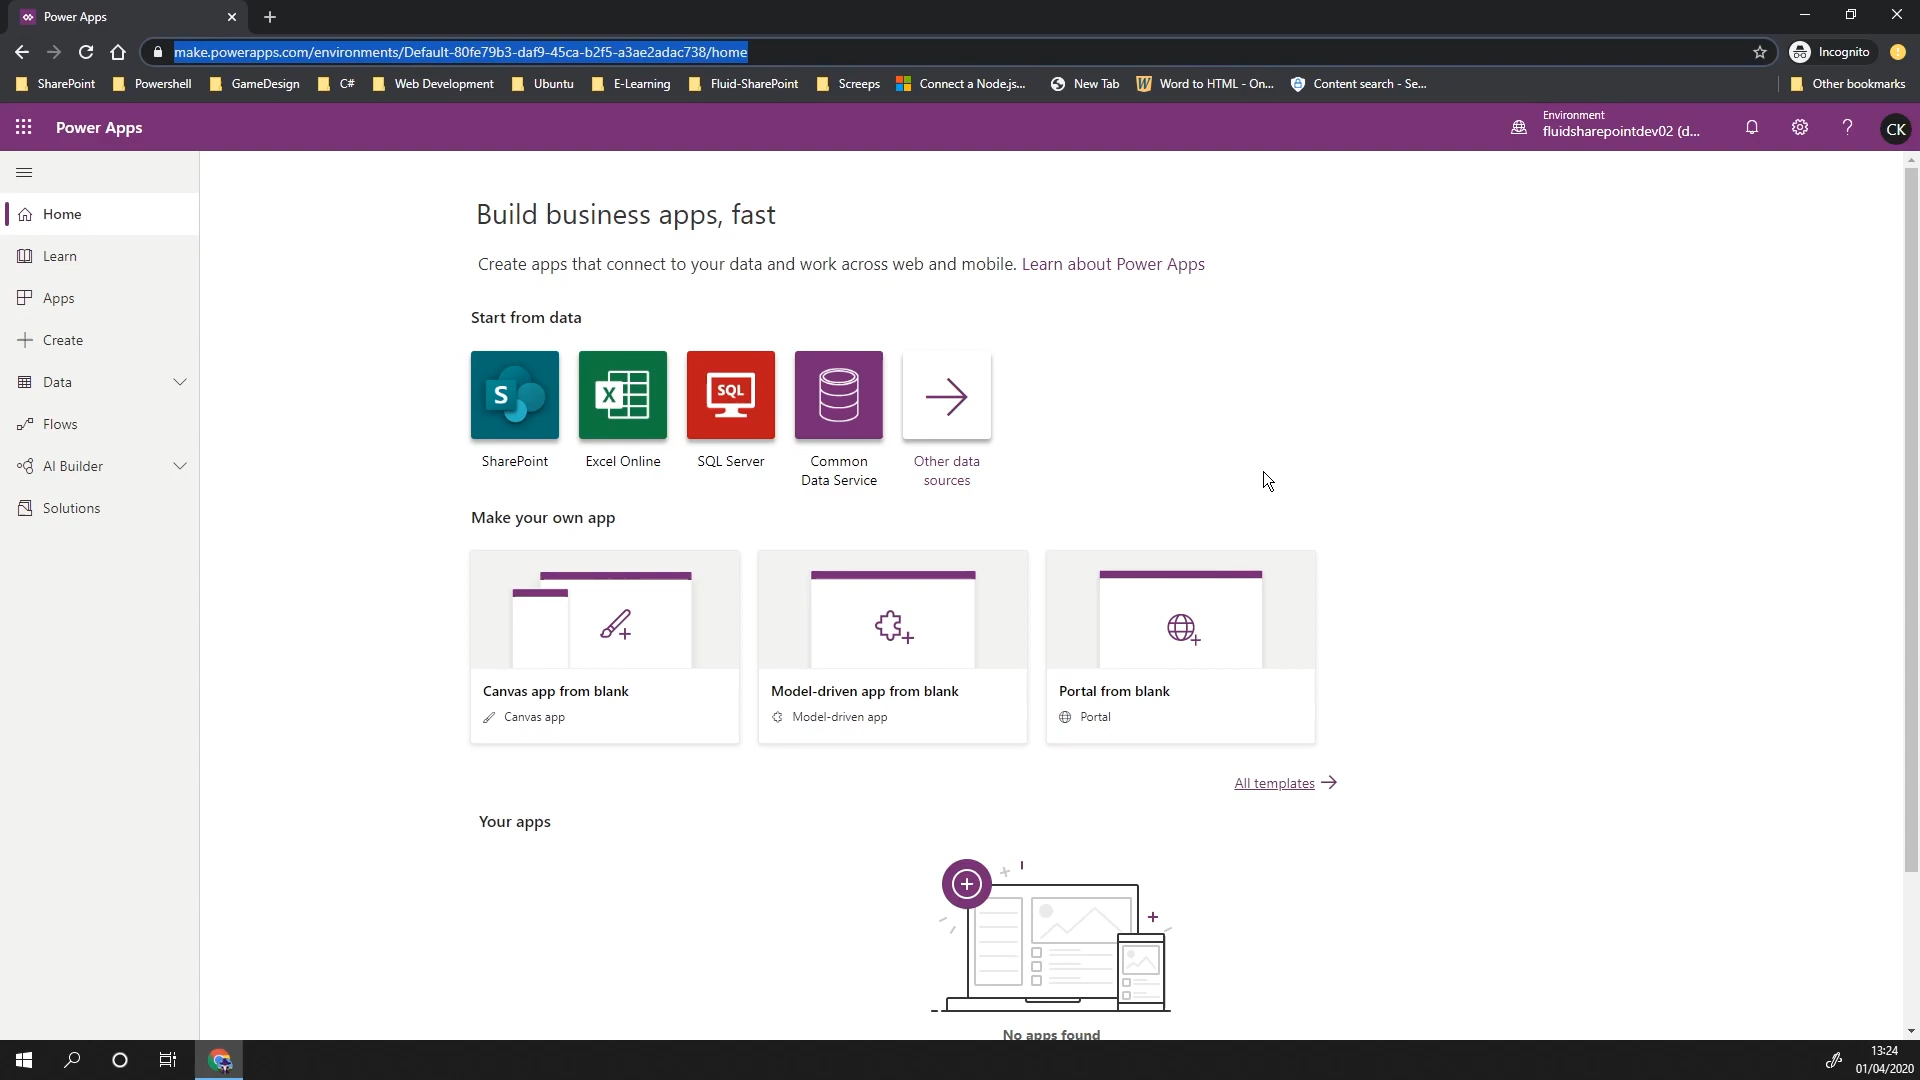 Power Apps
make.powerapps.com/environments/Default-80fe79b3-daf9-45ca-b2f5-a3ae2adac738/home
Incognito
SharePoint
Powershell
GameDesign
C#
Web Development
Ubuntu
E-Learning
Fluid-SharePoint
Screeps
Connect a Node.js...
New Tab
Word to HTML - On...
Content search - Se...
Other bookmarks
Power Apps
Environment
fluidsharepointdev02 (d...
CK
Home
Learn
Apps
Create
Data
Flows
AI Builder
Solutions
Build business apps, fast
Create apps that connect to your data and work across web and mobile. Learn about Power Apps
Start from data
S
X
SQL
SharePoint
Excel Online
SQL Server
Common
Data Service
Other data
sources
Make your own app
Canvas app from blank
Canvas app
Model-driven app from blank
Model-driven app
Portal from blank
Portal
All templates
Your apps
No apps found
13:24
01/04/2020